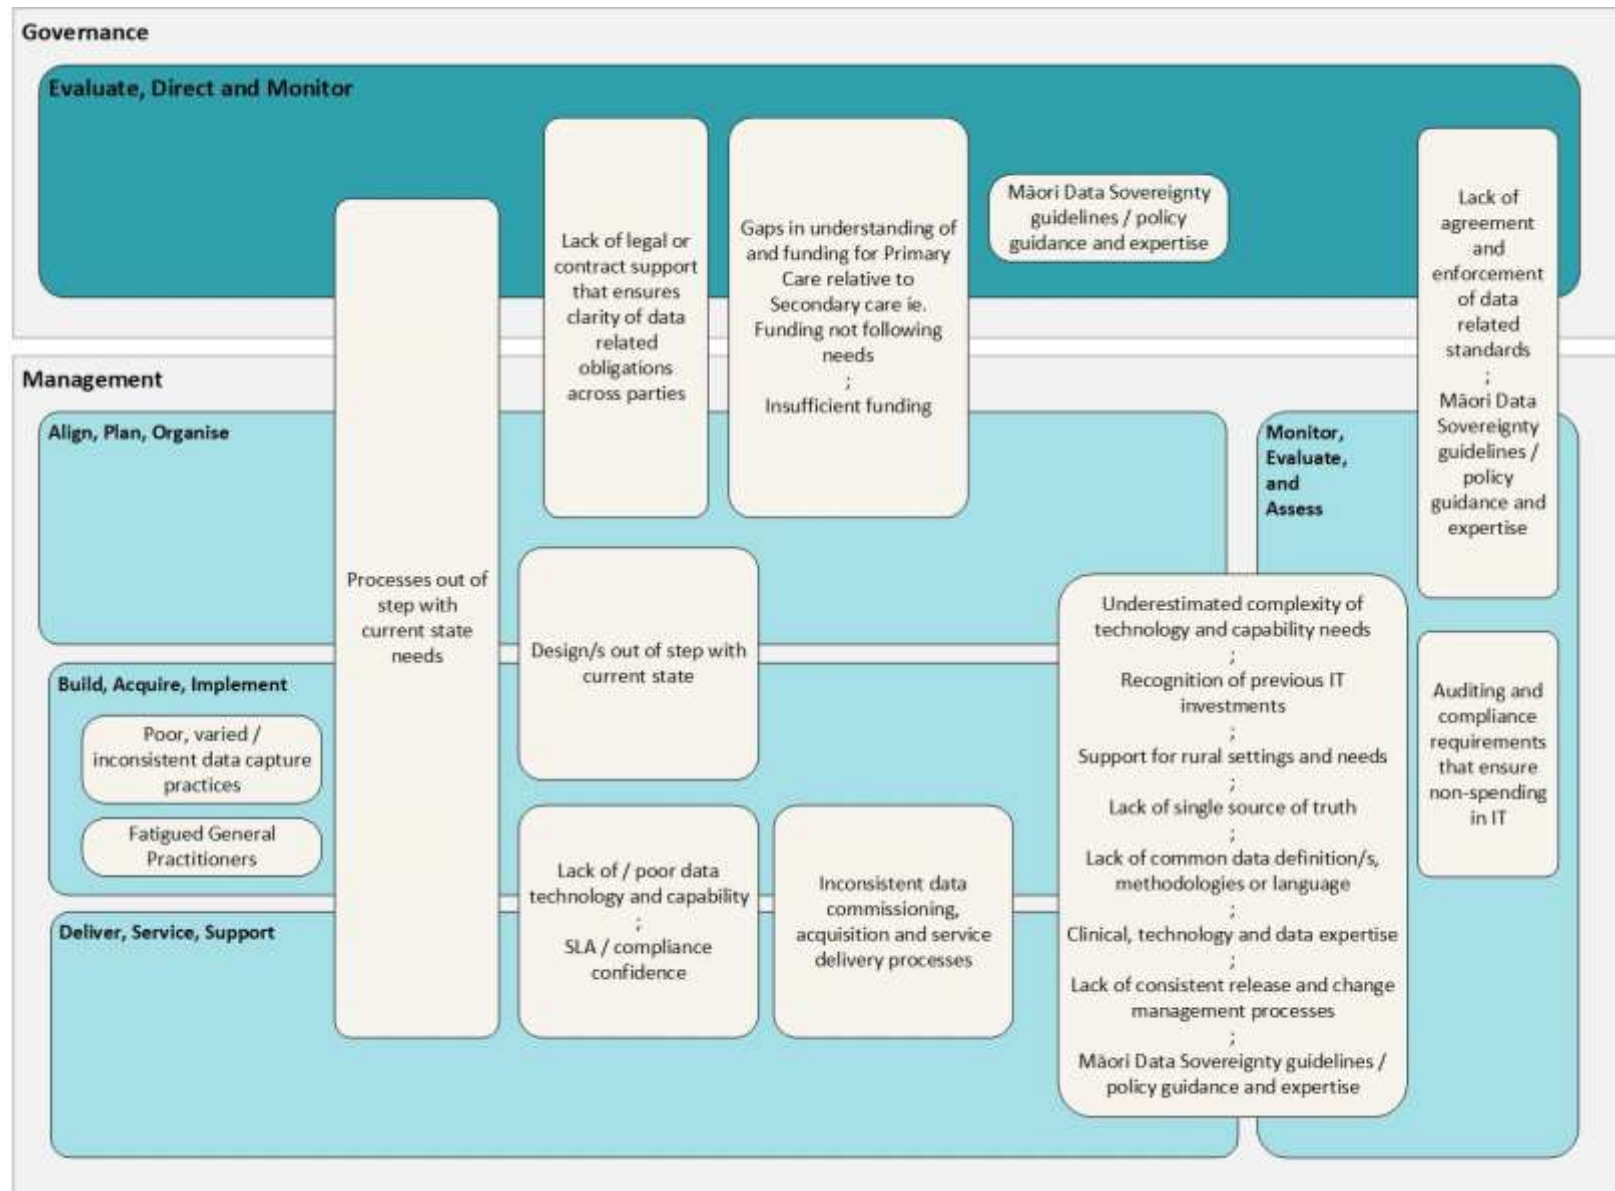 Governance
Evaluate, Direct and Monitor
Lack of legal or
contract support
that ensures
clarity of data
related
obligations
across parties
Gaps in understanding of
and funding for Primary
Care relative to
Secondary care ie.
Funding not following
needs
;
Insufficient funding
Māori Data Sovereignty
guidelines / policy
guidance and expertise
Lack of
agreement
and
enforcement
of data
related
standards
;
Māori Data
Sovereignty
guidelines /
policy
guidance and
expertise
Management
Align, Plan, Organise
Monitor,
Evaluate,
and
Assess
Processes out of
step with
current state
needs
Design/s out of step with
current state
Underestimated complexity of
technology and capability needs
;
Recognition of previous IT
investments
;
Support for rural settings and needs
;
Lack of single source of truth
;
Lack of common data definition/s,
methodologies or language
;
Clinical, technology and data expertise
;
Lack of consistent release and change
management processes
;
Māori Data Sovereignty guidelines /
policy guidance and expertise
Auditing and
compliance
requirements
that ensure
non-spending
in IT
Build, Acquire, Implement
Poor, varied /
inconsistent data capture
practices
Fatigued General
Practitioners
Lack of / poor data
technology and capability
;
SLA / compliance
confidence
Inconsistent data
commissioning,
acquisition and service
delivery processes
Deliver, Service, Support